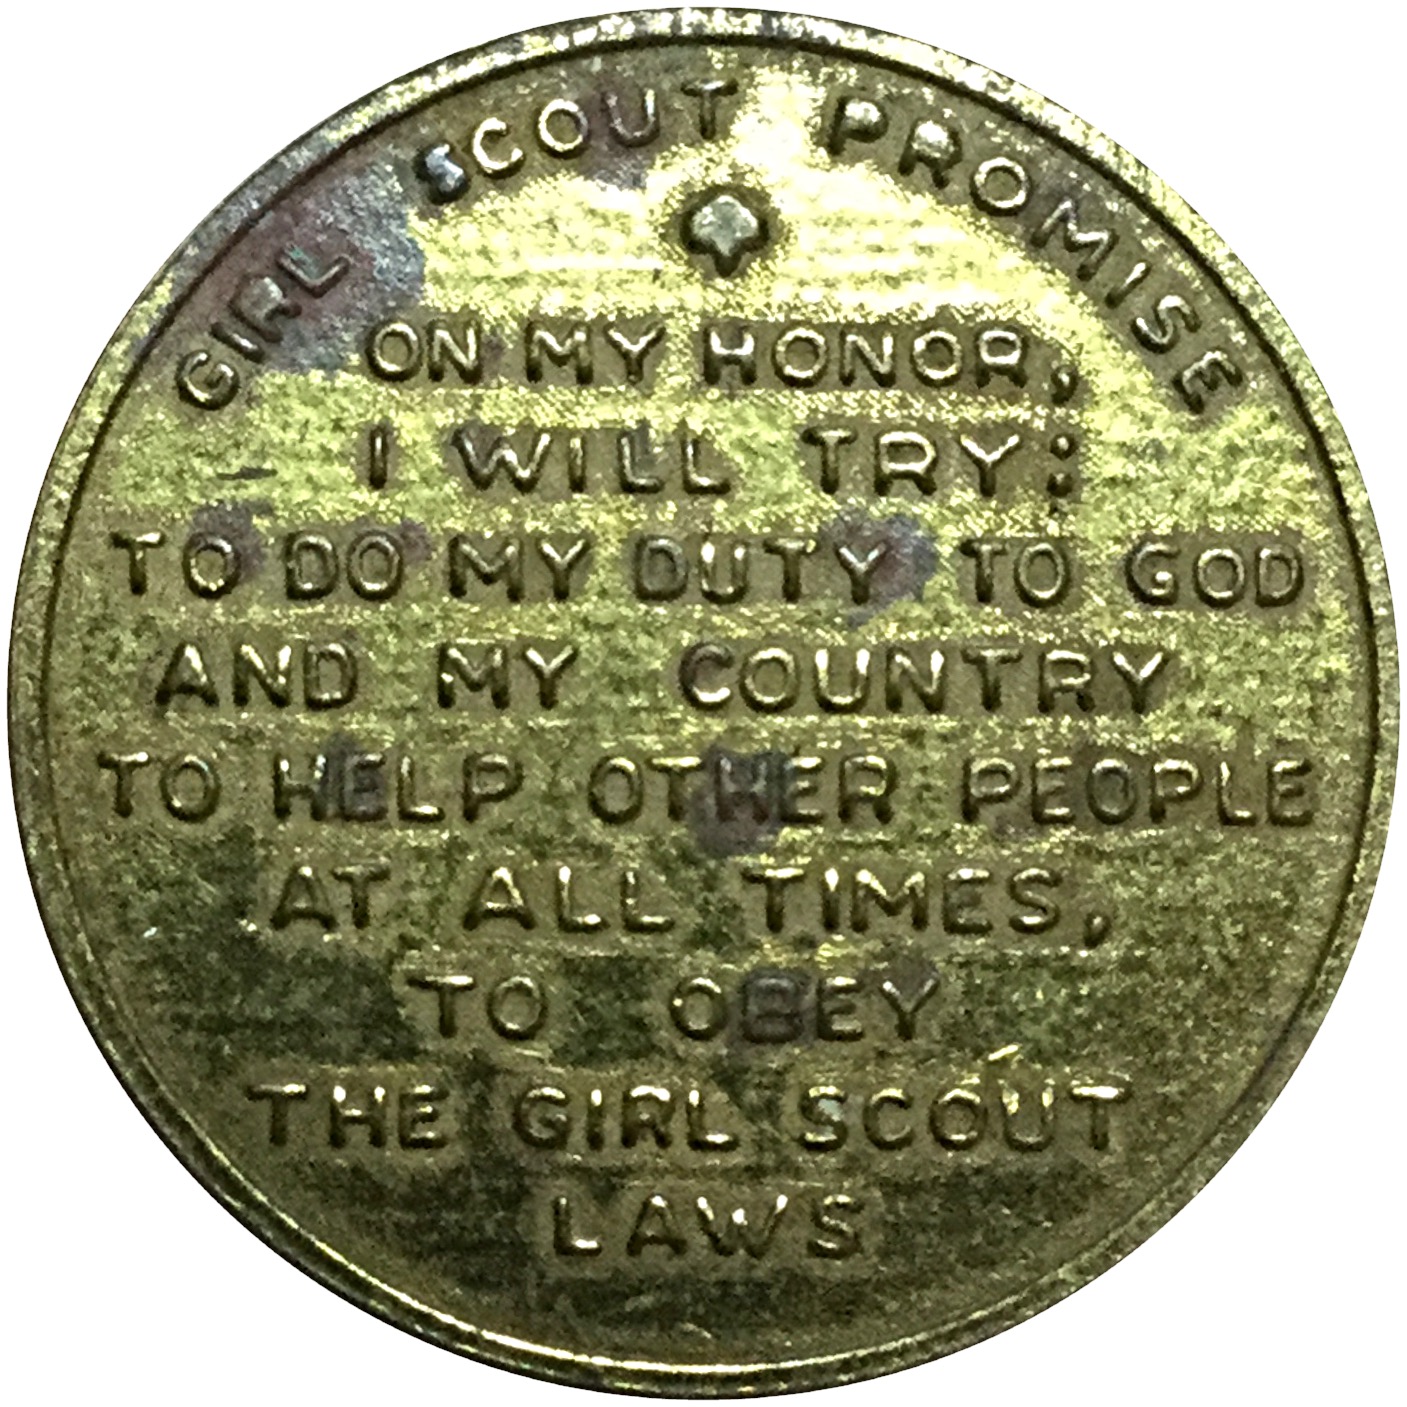 GIRL SCOUT PROMISE
ON MY HONOR,
I WILL TRY:
TO DO MY DUTY TO GOD
AND MY COUNTRY
TO HELP OTHER PEOPLE
AT ALL TIMES,
TO OBEY
THE GIRL SCOUT
LAWS